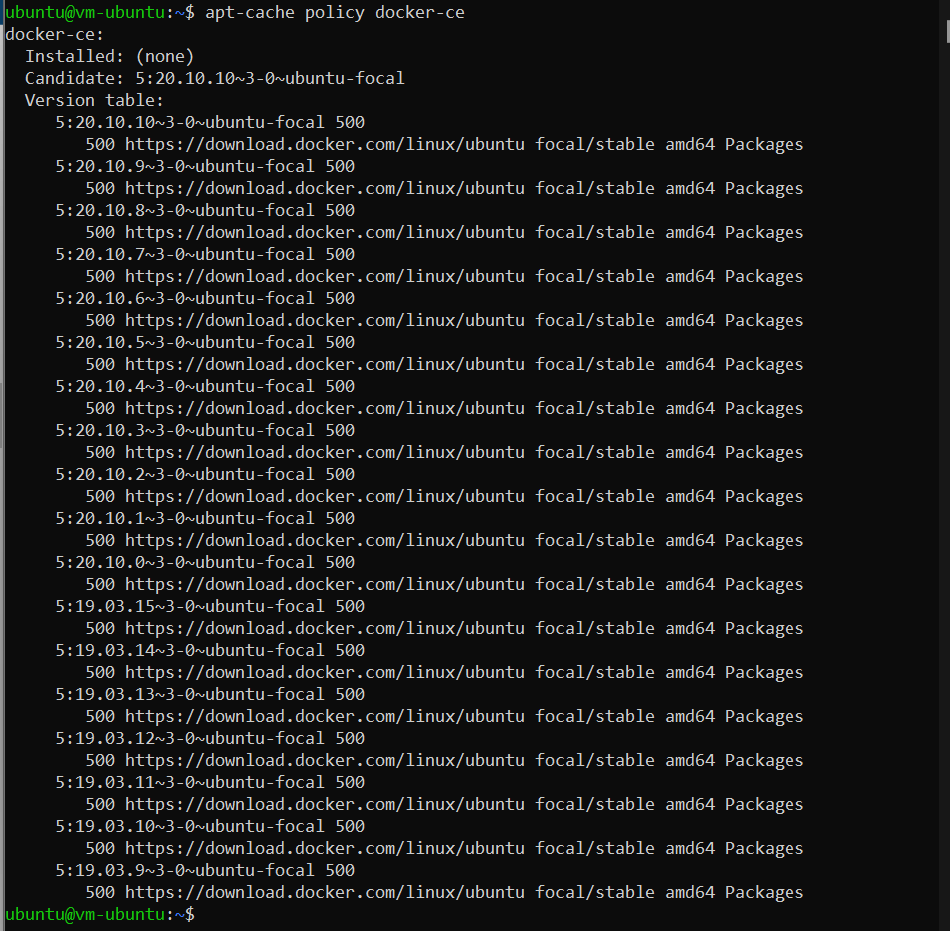 ubuntu@vm-ubuntu:~$ apt-cache policy docker-ce
docker-ce:
  Installed: (none)
  Candidate: 5:20.10.10~3-0~ubuntu-focal
  Version table:
     5:20.10.10~3-0~ubuntu-focal 500
        500 https://download.docker.com/linux/ubuntu focal/stable amd64 Packages
     5:20.10.9~3-0~ubuntu-focal 500
        500 https://download.docker.com/linux/ubuntu focal/stable amd64 Packages
     5:20.10.8~3-0~ubuntu-focal 500
        500 https://download.docker.com/linux/ubuntu focal/stable amd64 Packages
     5:20.10.7~3-0~ubuntu-focal 500
        500 https://download.docker.com/linux/ubuntu focal/stable amd64 Packages
     5:20.10.6~3-0~ubuntu-focal 500
        500 https://download.docker.com/linux/ubuntu focal/stable amd64 Packages
     5:20.10.5~3-0~ubuntu-focal 500
        500 https://download.docker.com/linux/ubuntu focal/stable amd64 Packages
     5:20.10.4~3-0~ubuntu-focal 500
        500 https://download.docker.com/linux/ubuntu focal/stable amd64 Packages
     5:20.10.3~3-0~ubuntu-focal 500
        500 https://download.docker.com/linux/ubuntu focal/stable amd64 Packages
     5:20.10.2~3-0~ubuntu-focal 500
        500 https://download.docker.com/linux/ubuntu focal/stable amd64 Packages
     5:20.10.1~3-0~ubuntu-focal 500
        500 https://download.docker.com/linux/ubuntu focal/stable amd64 Packages
     5:20.10.0~3-0~ubuntu-focal 500
        500 https://download.docker.com/linux/ubuntu focal/stable amd64 Packages
     5:19.03.15~3-0~ubuntu-focal 500
        500 https://download.docker.com/linux/ubuntu focal/stable amd64 Packages
     5:19.03.14~3-0~ubuntu-focal 500
        500 https://download.docker.com/linux/ubuntu focal/stable amd64 Packages
     5:19.03.13~3-0~ubuntu-focal 500
        500 https://download.docker.com/linux/ubuntu focal/stable amd64 Packages
     5:19.03.12~3-0~ubuntu-focal 500
        500 https://download.docker.com/linux/ubuntu focal/stable amd64 Packages
     5:19.03.11~3-0~ubuntu-focal 500
        500 https://download.docker.com/linux/ubuntu focal/stable amd64 Packages
     5:19.03.10~3-0~ubuntu-focal 500
        500 https://download.docker.com/linux/ubuntu focal/stable amd64 Packages
     5:19.03.9~3-0~ubuntu-focal 500
        500 https://download.docker.com/linux/ubuntu focal/stable amd64 Packages
ubuntu@vm-ubuntu:~$